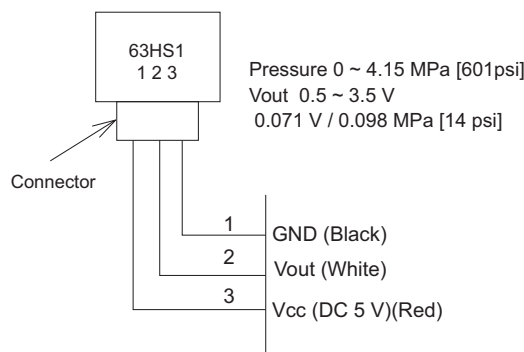 63HS1
1 2 3
Pressure 0 ~ 4.15 MPa [601psi]
Vout 0.5 ~ 3.5 V
0.071 V / 0.098 MPa [14 psi]
Connector
1
GND (Black)
2
Vout (White)
3
Vcc (DC 5 V)(Red)